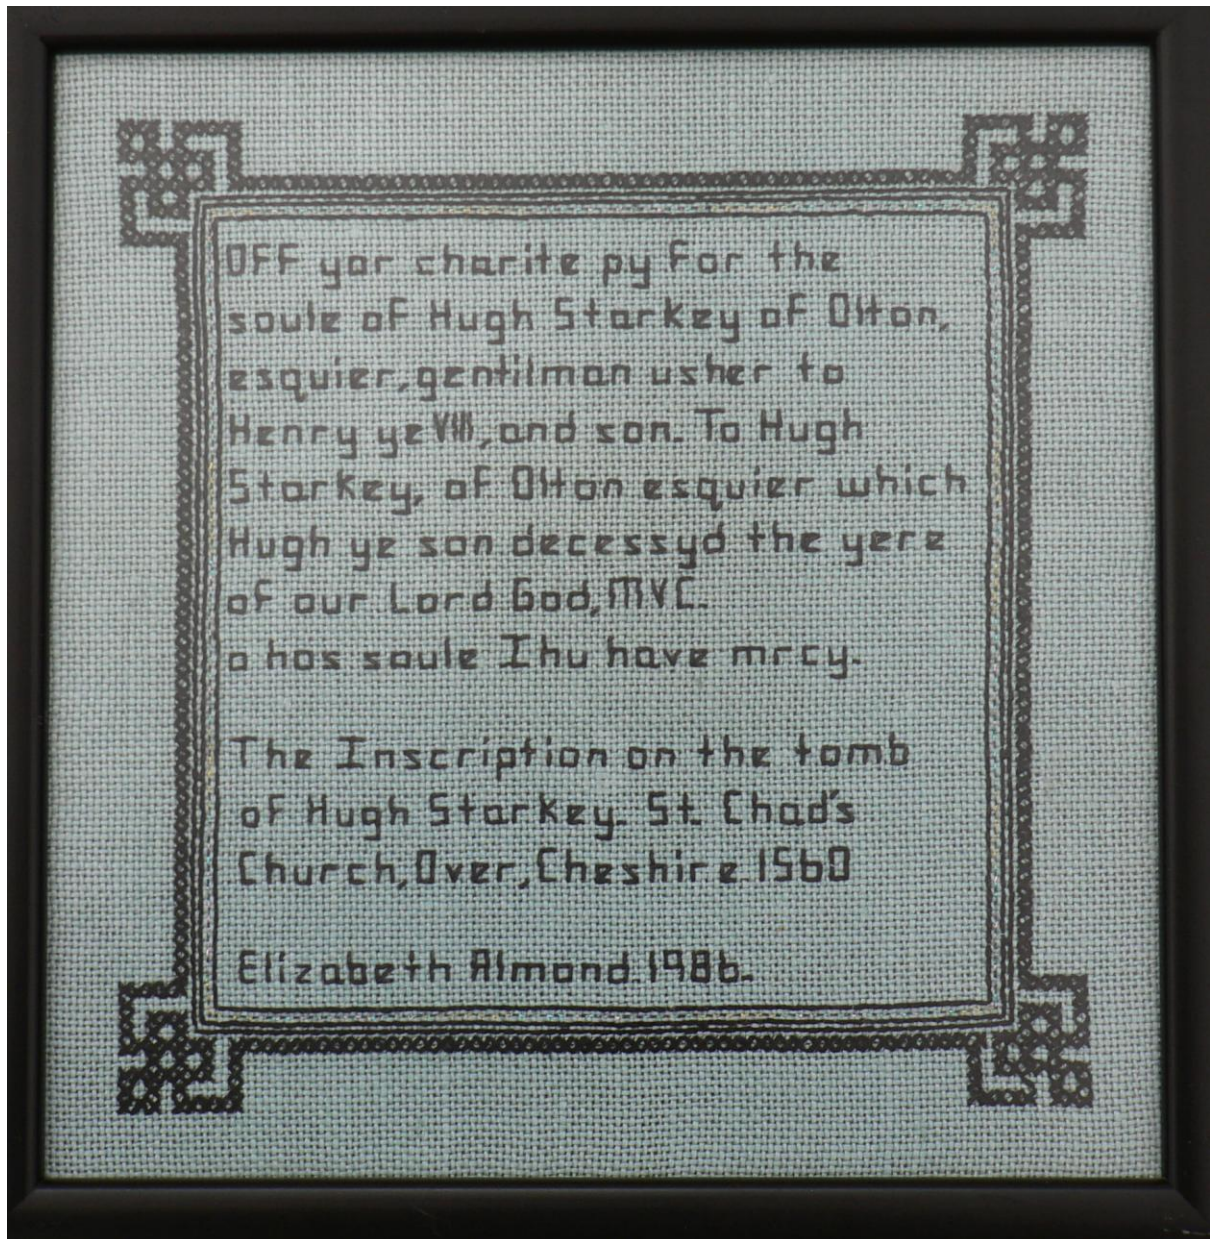 OFF yor charite py For the
soule of Hugh Starkey of Olton,
esquier, gentilman usher to
Henry ye VIII, and son. To Hugh
Starkey, of Olton esquier which
Hugh ye son decessyd the yere
of our Lord God, MVC.
o hos soule Ihu have mrcy.
The Inscription on the tomb
of Hugh Starkey. St. Chad's
Church, Over, Cheshire. 1560
Elizabeth Almond. 1986.